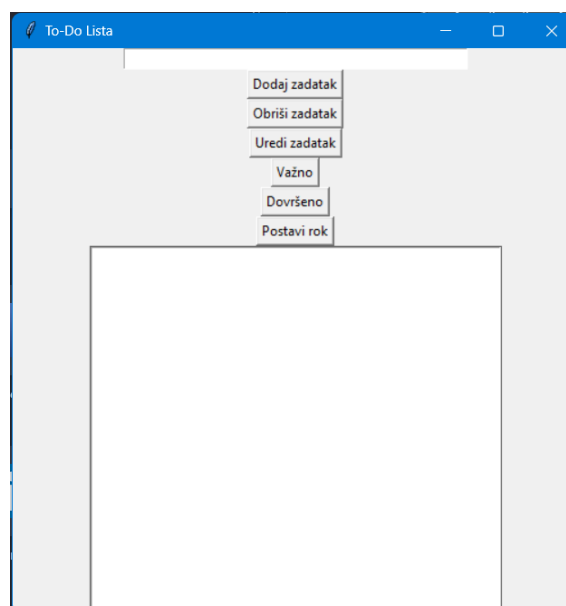 To-Do Lista
Dodaj zadatak
Obriši zadatak
Uredi zadatak
Važno
Dovršeno
Postavi rok